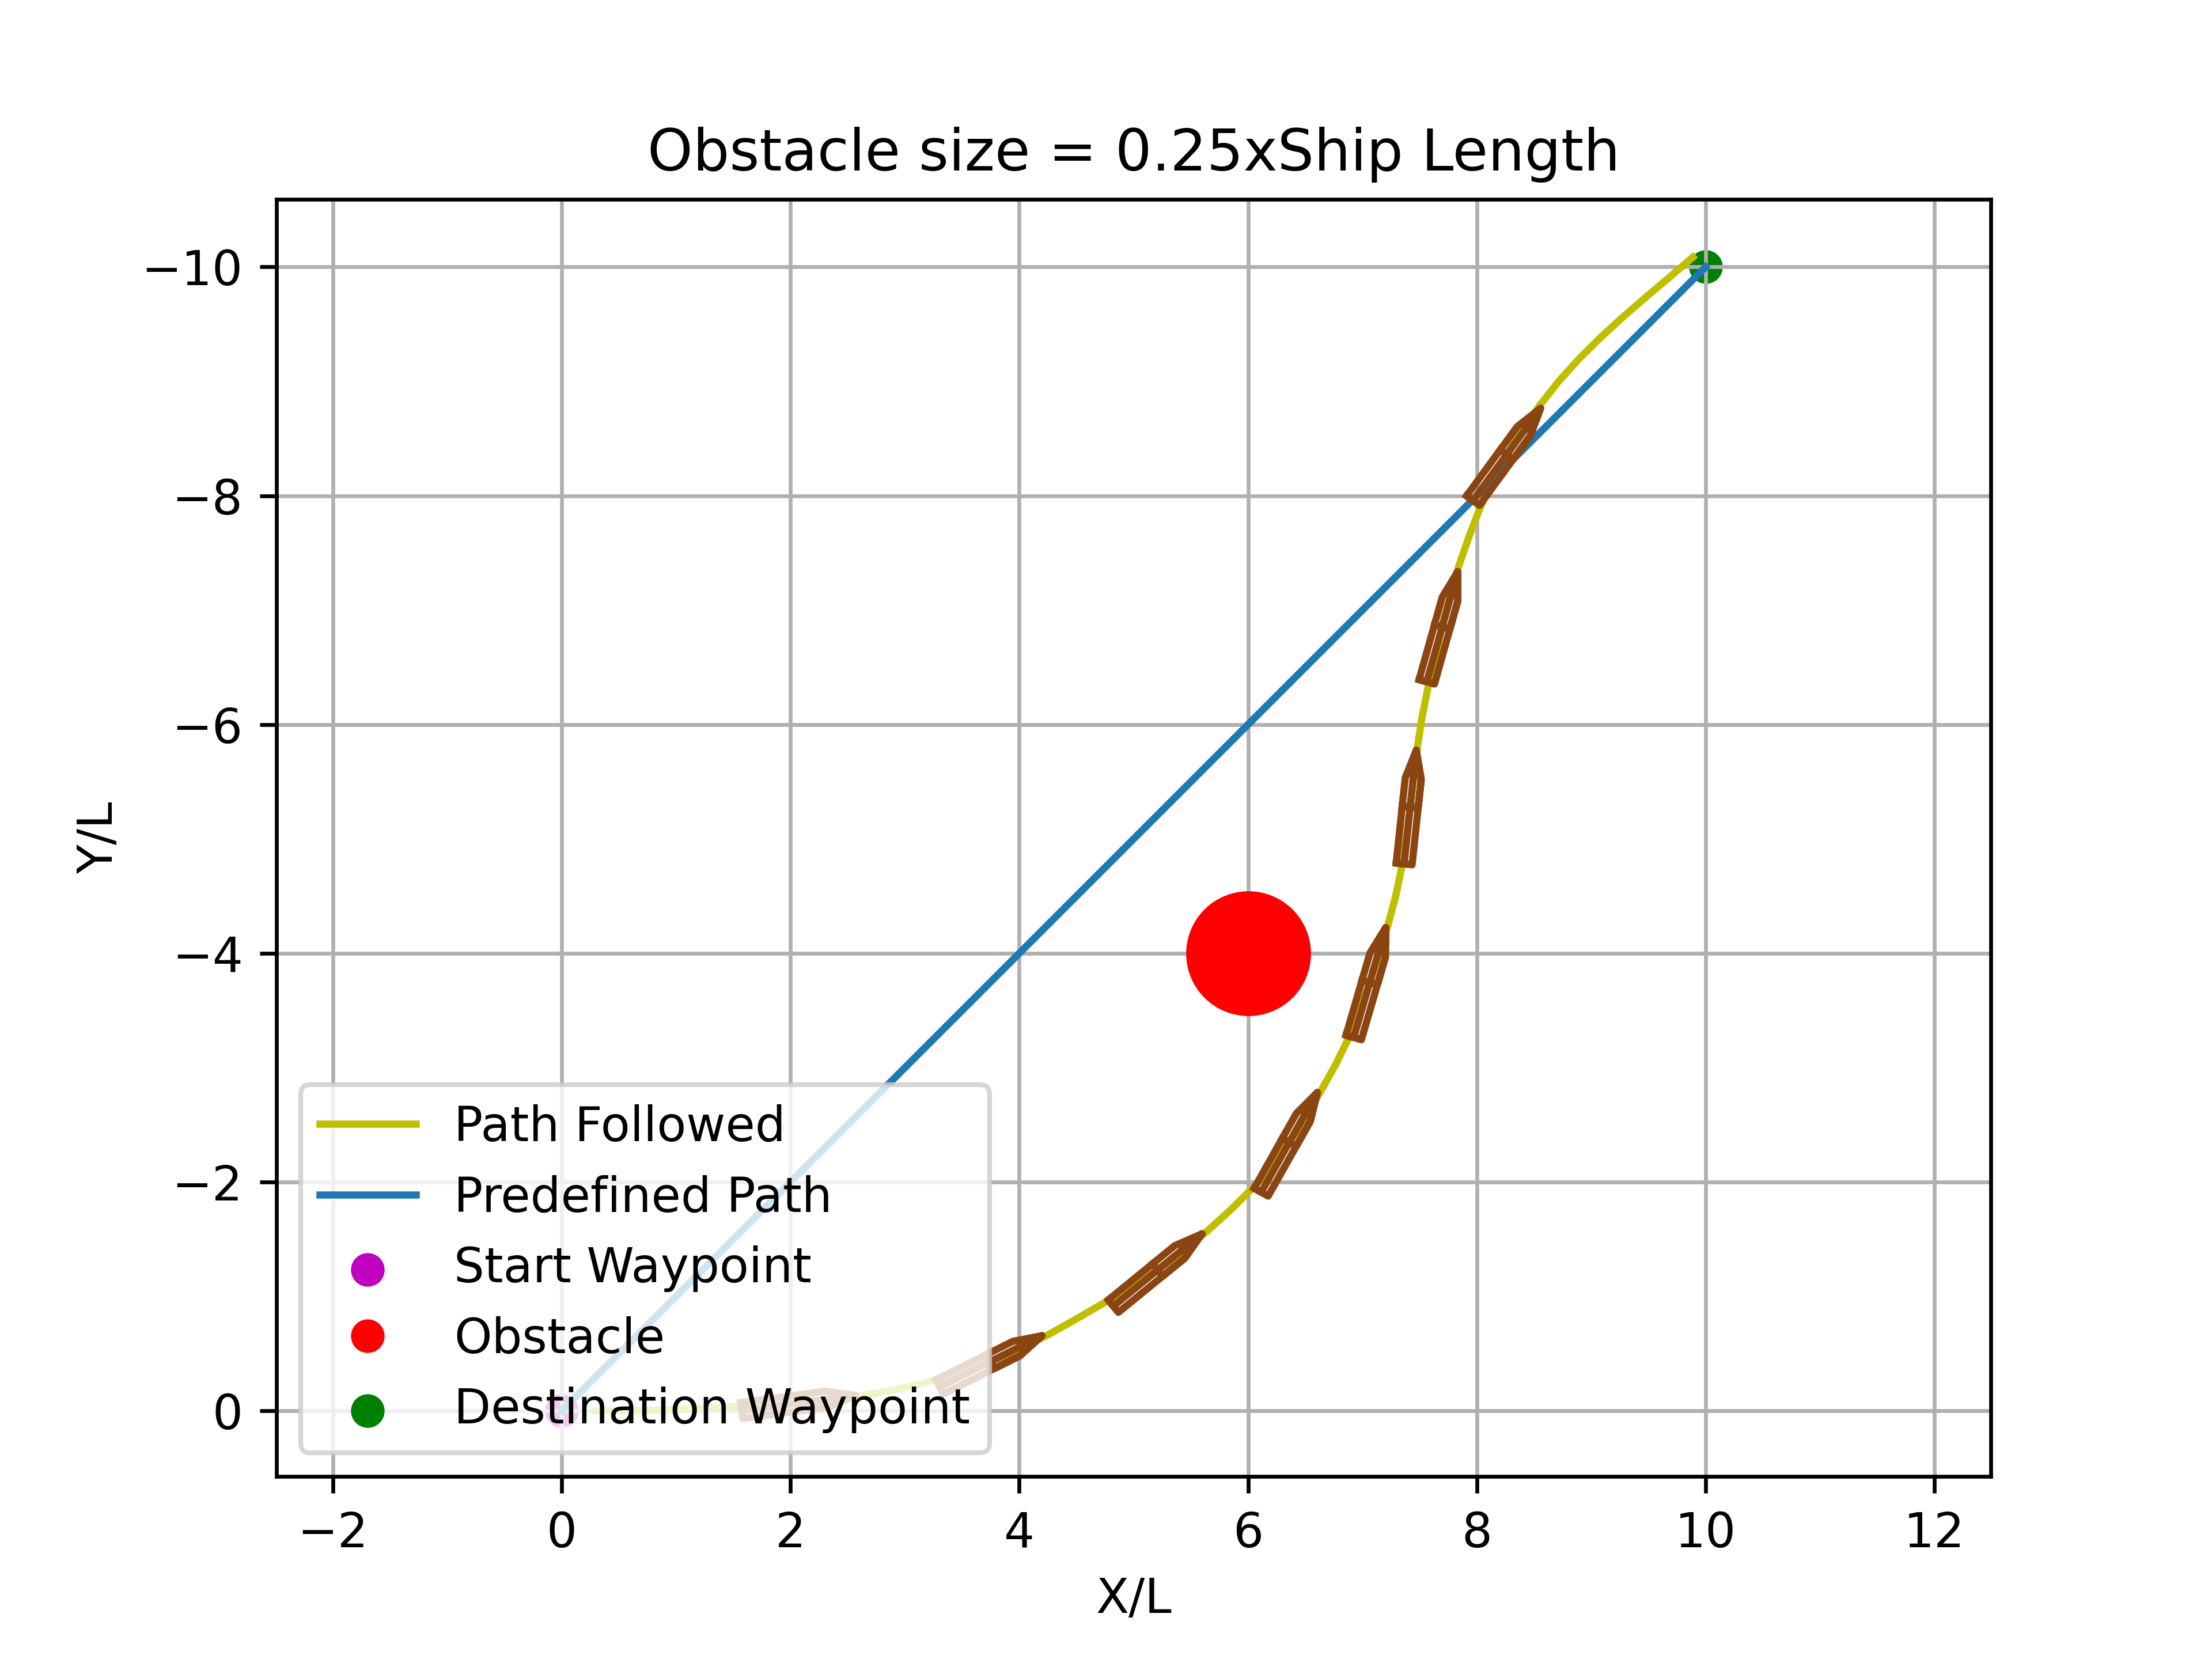 Obstacle size = 0.25xShip Length
−10
−8
−6
−4
−2
0
Y/L
Path Followed
Predefined Path
Start Waypoint
Obstacle
Destination Waypoint
−2 0 2 4 6 8 10 12
X/L